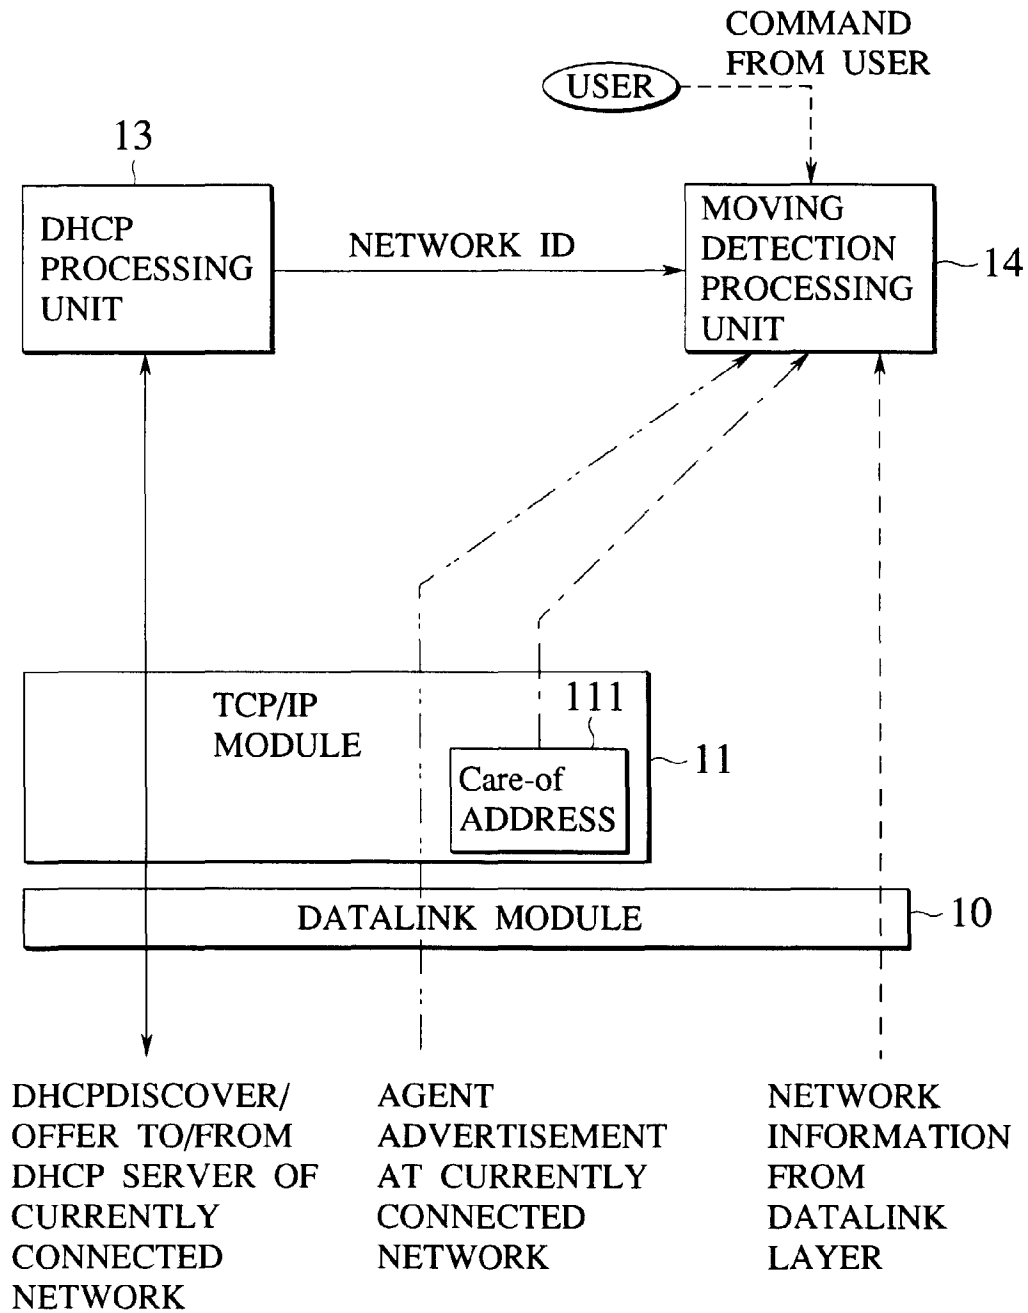 COMMAND
FROM USER
USER
13
DHCP
PROCESSING
UNIT
NETWORK ID
MOVING
DETECTION
PROCESSING
UNIT
14
TCP/IP
MODULE
111
Care-of
ADDRESS
11
DATALINK MODULE
10
DHCPDISCOVER/
OFFER TO/FROM
DHCP SERVER OF
CURRENTLY
CONNECTED
NETWORK
AGENT
ADVERTISEMENT
AT CURRENTLY
CONNECTED
NETWORK
NETWORK
INFORMATION
FROM
DATALINK
LAYER